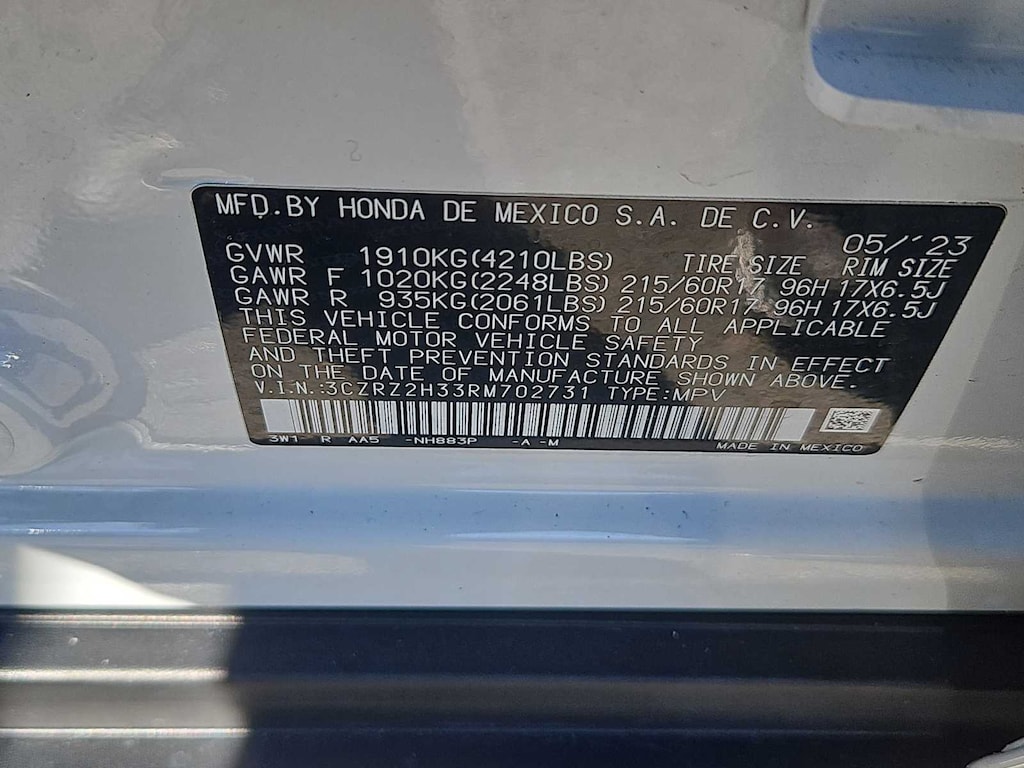 MFD.BY HONDA DE MEXICO S.A. DE C.V.
05/'23
GVWR 1910KG(4210LBS) TIRE SIZE RIM SIZE
GAWR F 1020KG(2248LBS) 215/60R17 96H 17X6.5J
GAWR R 935KG(2061LBS) 215/60R17 96H 17X6.5J
THIS VEHICLE CONFORMS TO ALL APPLICABLE
FEDERAL MOTOR VEHICLE SAFETY
AND THEFT PREVENTION STANDARDS IN EFFECT
ON THE DATE OF MANUFACTURE SHOWN ABOVE.
V.I.N.:3CZRZ2H33RM702731 TYPE:MPV
3W1 R AA5 -NH883P -A -M MADE IN MEXICO